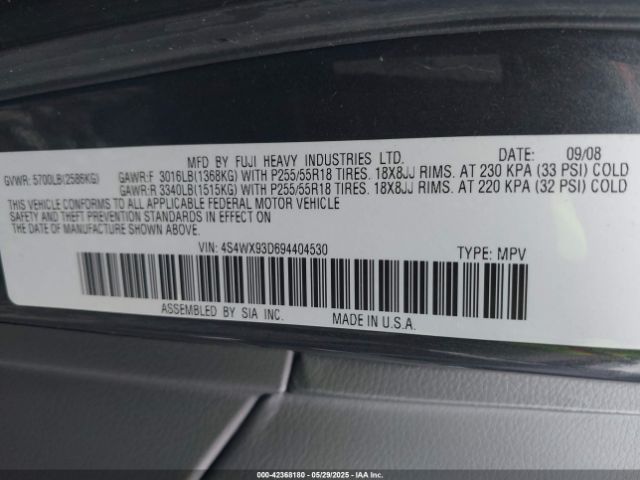 MFD BY FUJI HEAVY INDUSTRIES LTD. DATE: 09/08
GVWR: 5700LB(2586KG) GAWR:F 3016LB(1368KG) WITH P255/55R18 TIRES. 18X8JJ RIMS. AT 230 KPA (33 PSI) COLD
GAWR:R 3340LB(1515KG) WITH P255/55R18 TIRES. 18X8JJ RIMS. AT 220 KPA (32 PSI) COLD
THIS VEHICLE CONFORMS TO ALL APPLICABLE FEDERAL MOTOR VEHICLE
SAFETY AND THEFT PREVENTION STANDARDS IN EFFECT ON THE DATE OF
MANUFACTURE SHOWN ABOVE.
VIN: 4S4WX93D694404530 TYPE: MPV
ASSEMBLED BY SIA INC. MADE IN U.S.A.
000-42368180 05/29/2025 IAAI.COM